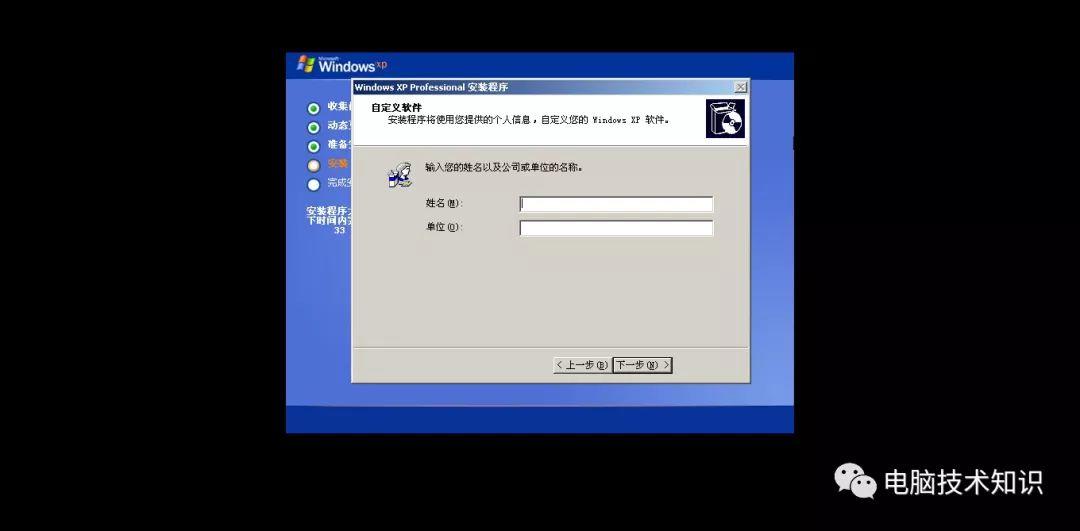 Microsoft
Windows xp
Windows XP Professional 安装程序
自定义软件
安装程序将使用您提供的个人信息，自定义您的 Windows XP 软件。
收集
动态
准备
安装
完成安
安装程序
下时间内
33
输入您的姓名以及公司或单位的名称。
姓名(M):
单位(O):
< 上一步(B)
下一步(N) >
电脑技术知识